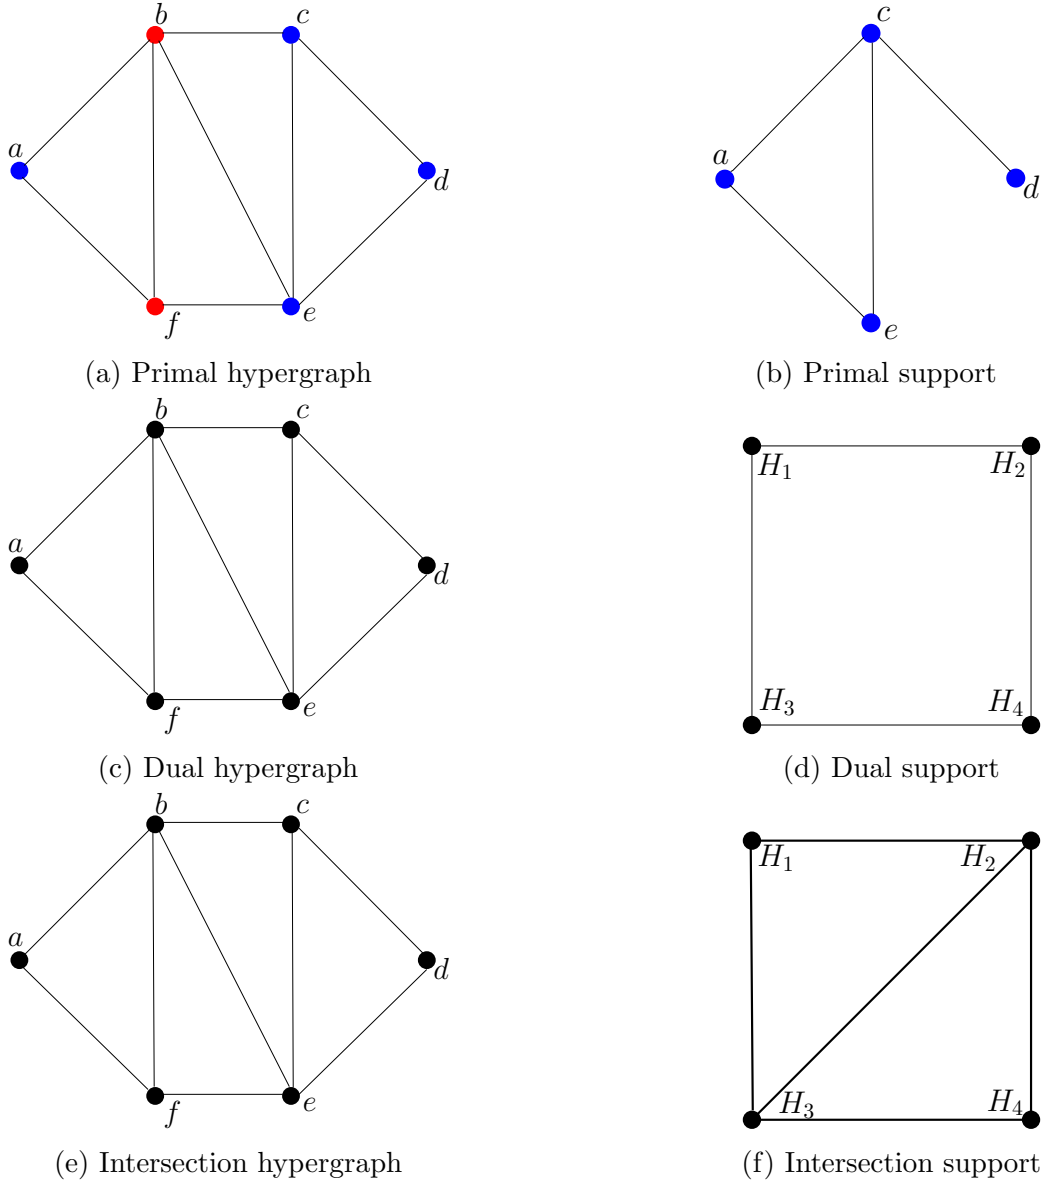 b c
a
d
f e
(a) Primal hypergraph
c
a
d
e
(b) Primal support
b c
a
d
f e
(c) Dual hypergraph
H₁ H₂
H₃ H₄
(d) Dual support
b c
a
d
f e
(e) Intersection hypergraph
H₁ H₂
H₃ H₄
(f) Intersection support